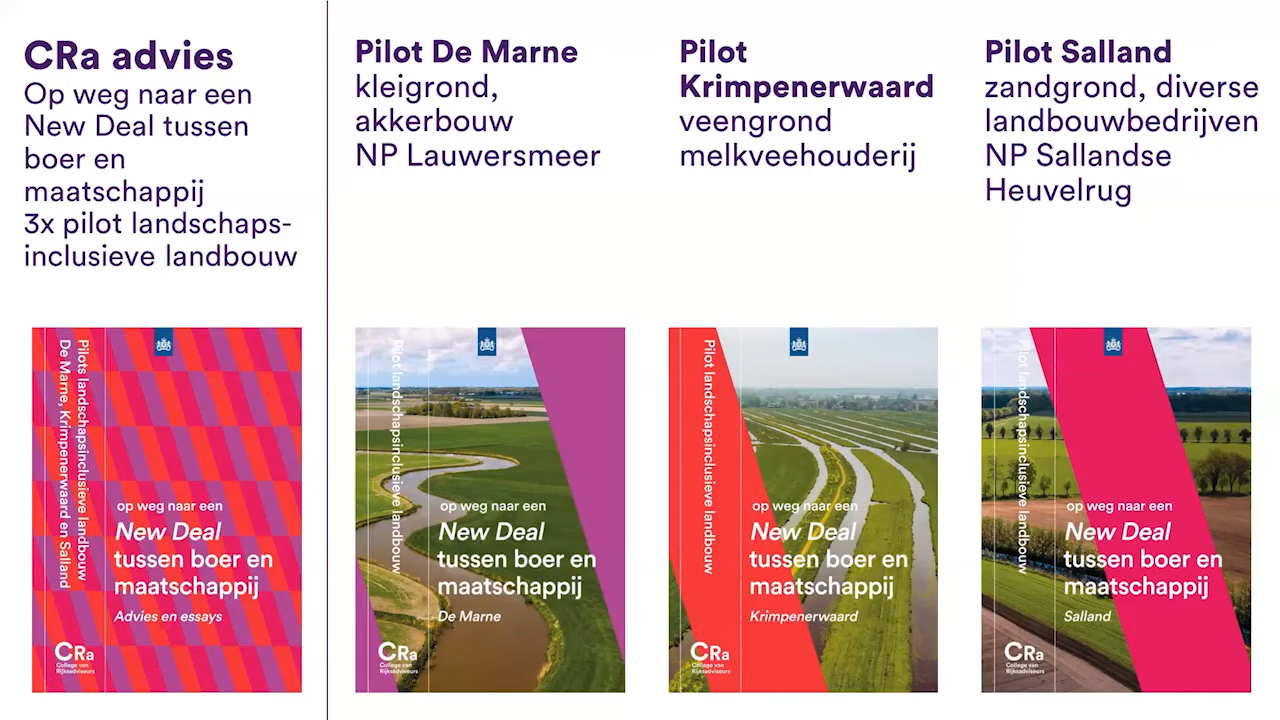 CRa advies
Op weg naar een
New Deal tussen
boer en
maatschappij
3x pilot landschaps-
inclusieve landbouw
Pilot De Marne
kleigrond,
akkerbouw
NP Lauwersmeer
Pilot
Krimpenerwaard
veengrond
melkveehouderij
Pilot Salland
zandgrond, diverse
landbouwbedrijven
NP Sallandse
Heuvelrug
Pilots landschapsinclusieve landbouw
De Marne, Krimpenerwaard en Salland
op weg naar een
New Deal
tussen boer en
maatschappij
Advies en essays
CRa
College van
Rijksadviseurs
Pilot landschapsinclusieve landbouw
op weg naar een
New Deal
tussen boer en
maatschappij
De Marne
CRa
College van
Rijksadviseurs
Pilot landschapsinclusieve landbouw
op weg naar een
New Deal
tussen boer en
maatschappij
Krimpenerwaard
CRa
College van
Rijksadviseurs
Pilot landschapsinclusieve landbouw
op weg naar een
New Deal
tussen boer en
maatschappij
Salland
CRa
College van
Rijksadviseurs